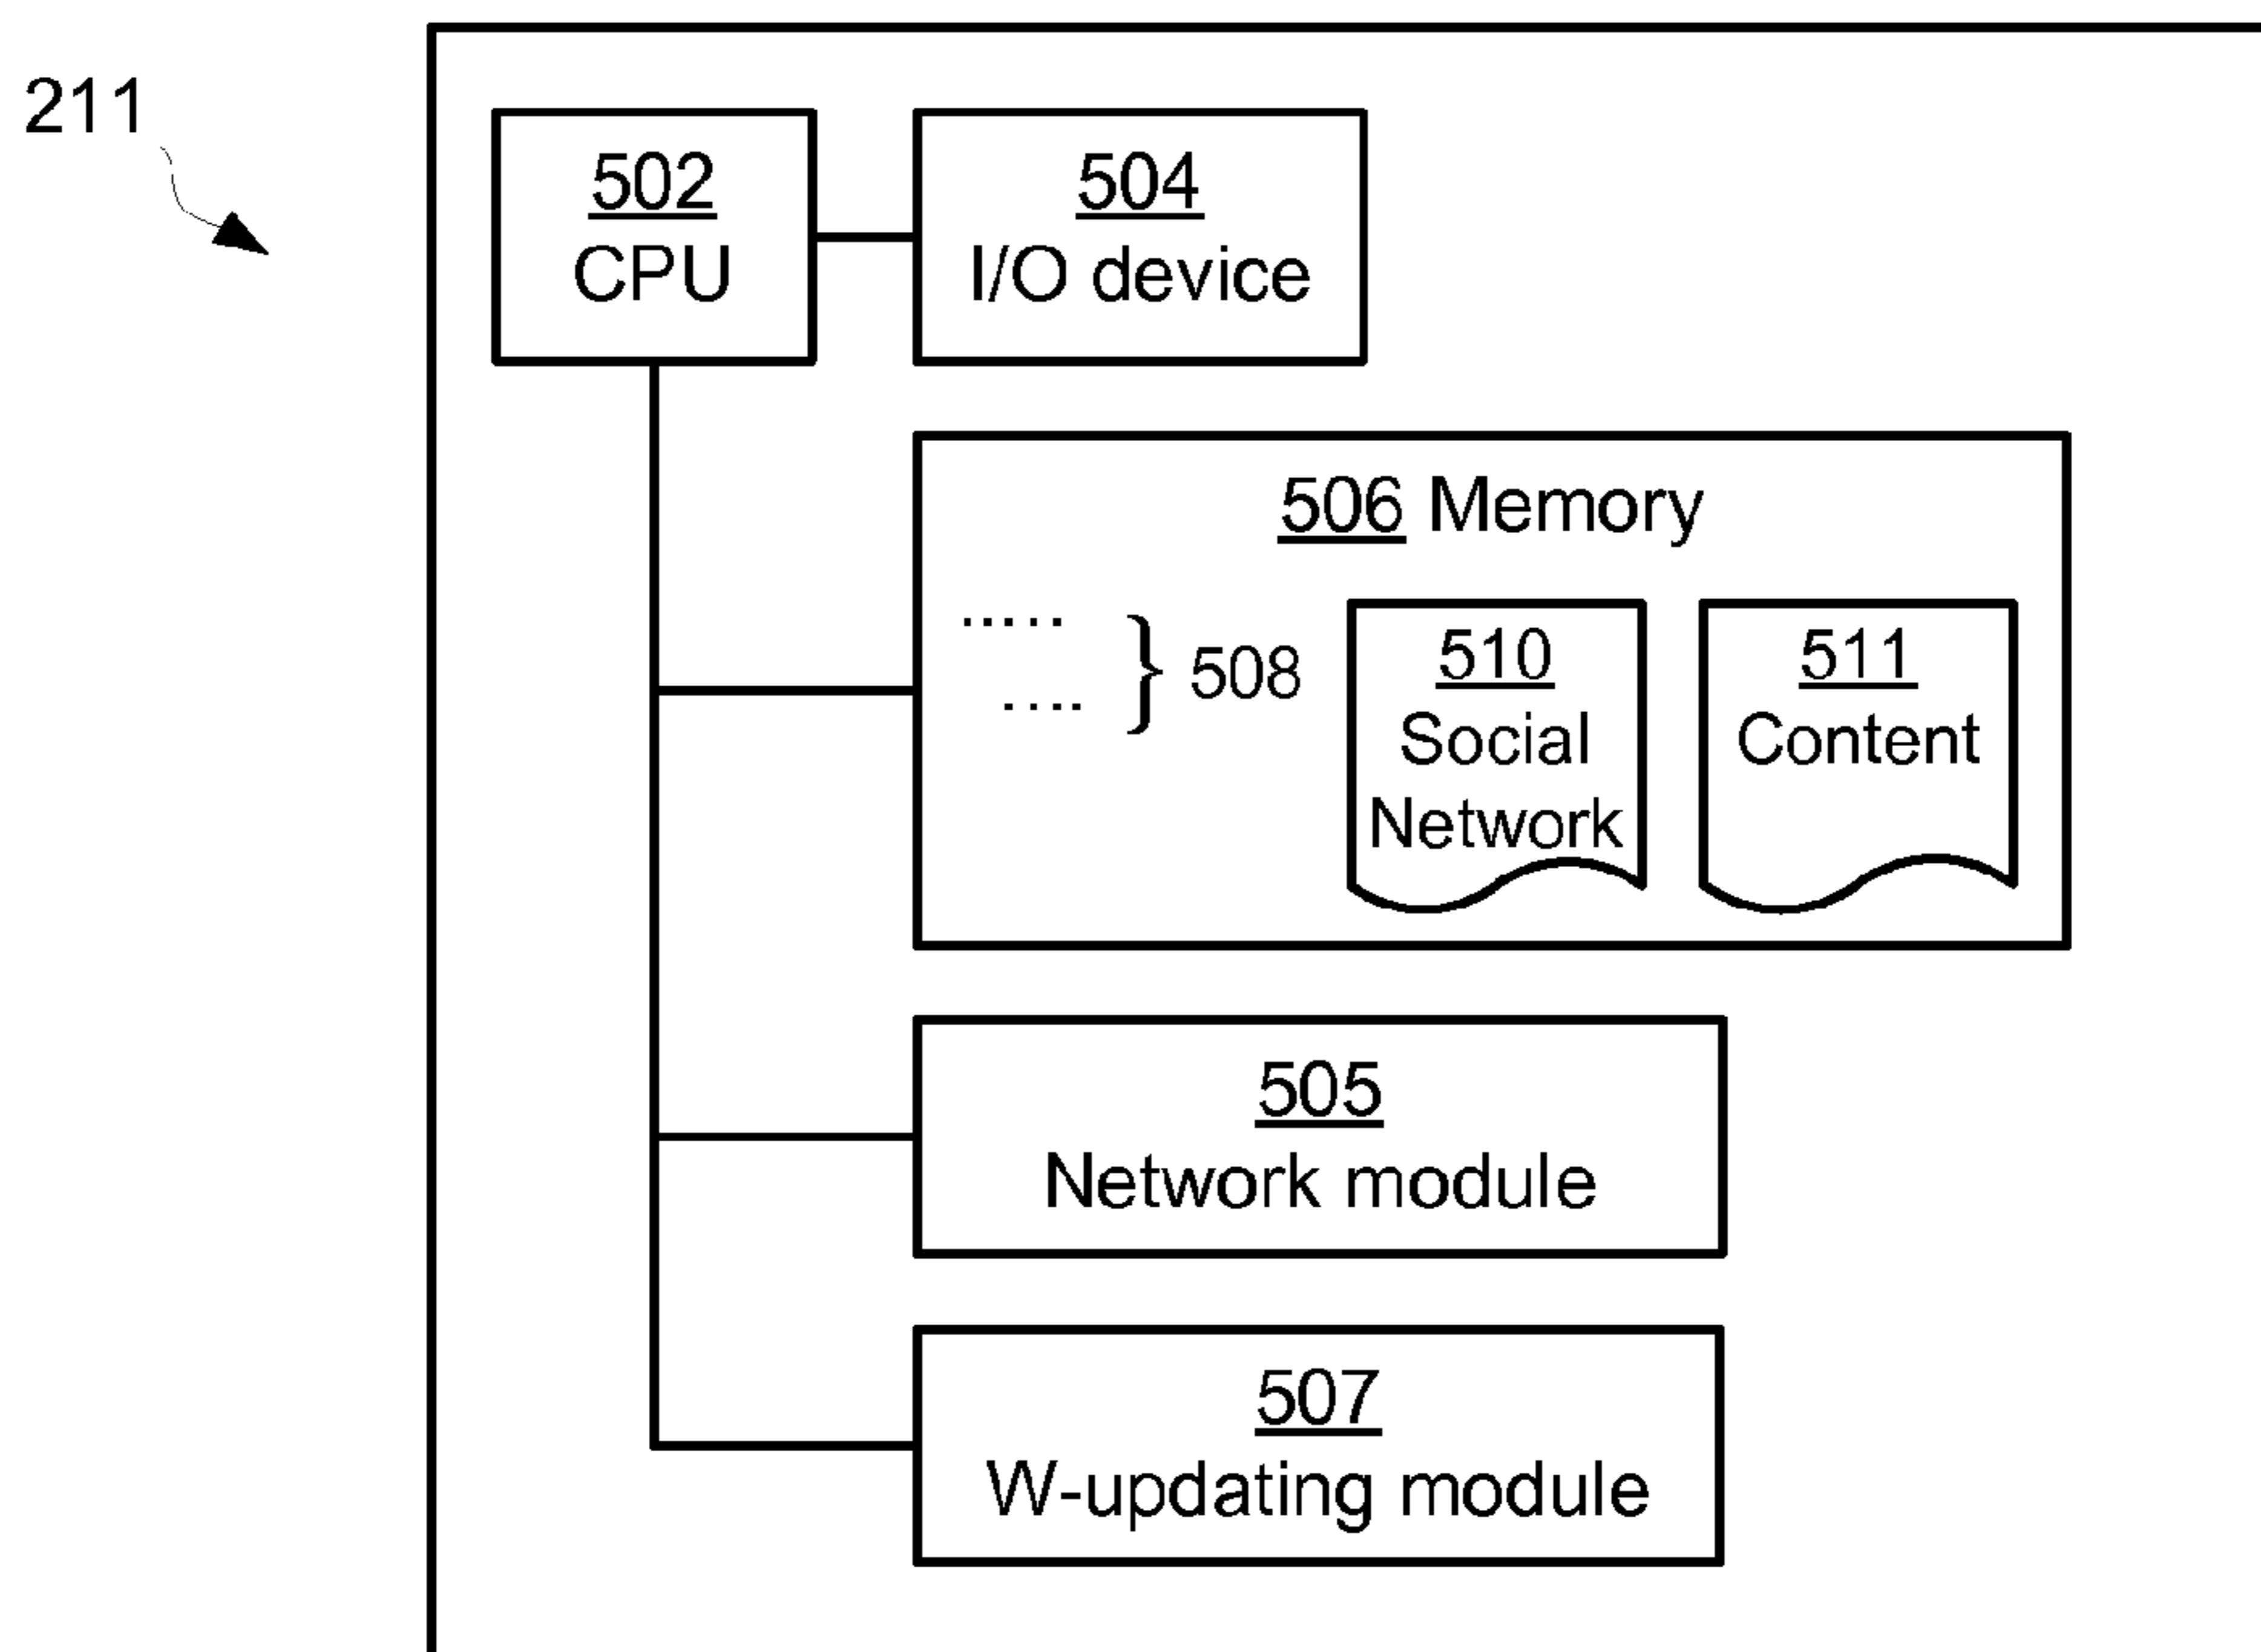 211
502
CPU
504
I/O device
506 Memory
.....
....
} 508
510
Social
Network
511
Content
505
Network module
507
W-updating module